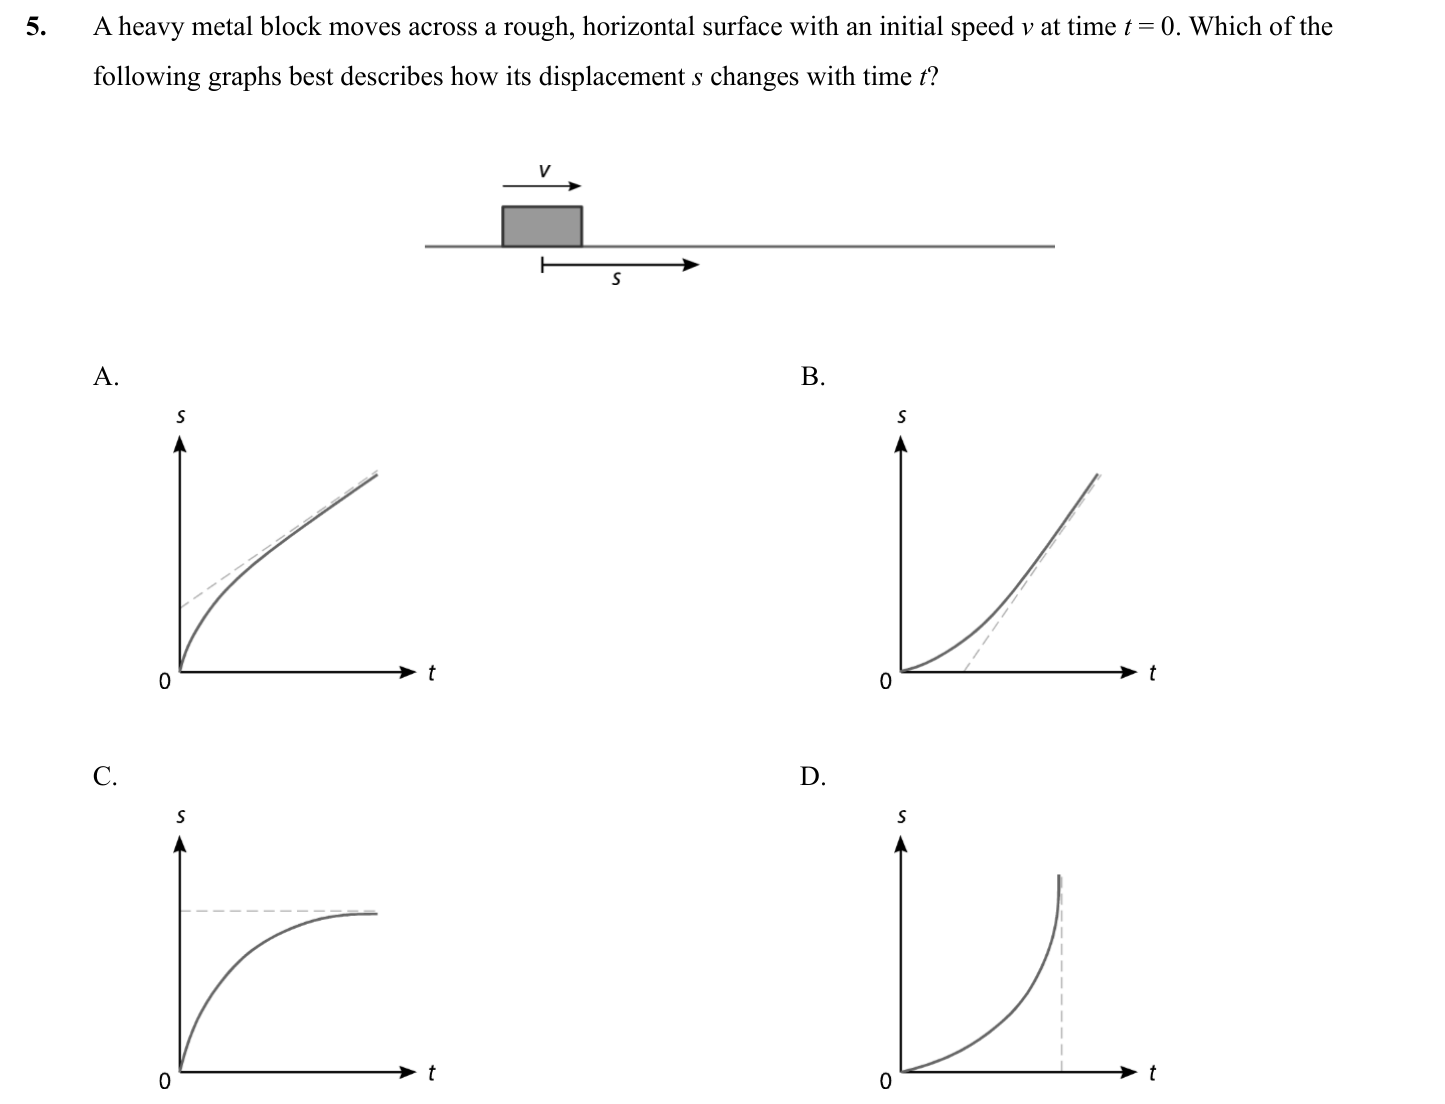 5. A heavy metal block moves across a rough, horizontal surface with an initial speed v at time t = 0. Which of the
following graphs best describes how its displacement s changes with time t?
v
s
A.
s
0
t
B.
s
0
t
C.
s
0
t
D.
s
0
t